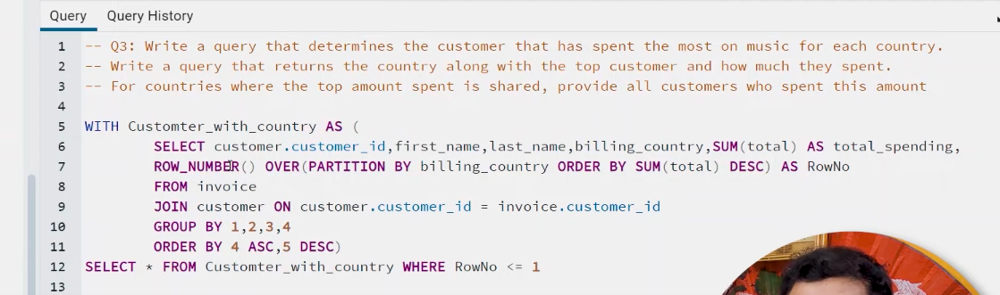 Query Query History
1 -- Q3: Write a query that determines the customer that has spent the most on music for each country.
2 -- Write a query that returns the country along with the top customer and how much they spent.
3 -- For countries where the top amount spent is shared, provide all customers who spent this amount
4
5 WITH Customter_with_country AS (
6 SELECT customer.customer_id,first_name,last_name,billing_country,SUM(total) AS total_spending,
7 ROW_NUMBER() OVER(PARTITION BY billing_country ORDER BY SUM(total) DESC) AS RowNo
8 FROM invoice
9 JOIN customer ON customer.customer_id = invoice.customer_id
10 GROUP BY 1,2,3,4
11 ORDER BY 4 ASC,5 DESC)
12 SELECT * FROM Customter_with_country WHERE RowNo <= 1
13